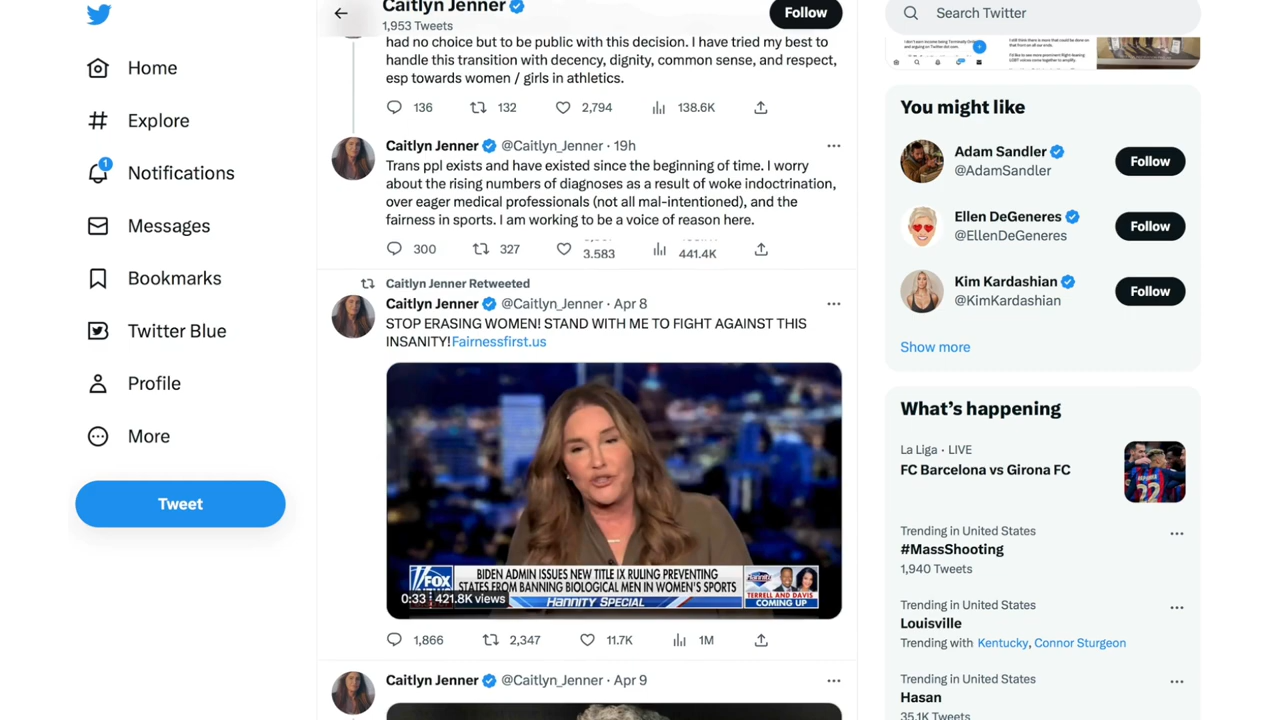 Home
Explore
1
Notifications
Messages
Bookmarks
Twitter Blue
Profile
More
Tweet
Caitlyn Jenner
1,953 Tweets
Follow
had no choice but to be public with this decision. I have tried my best to
handle this transition with decency, dignity, common sense, and respect,
esp towards women / girls in athletics.
136 132 2,794 138.6K
Caitlyn Jenner @Caitlyn_Jenner · 19h
Trans ppl exists and have existed since the beginning of time. I worry
about the rising numbers of diagnoses as a result of woke indoctrination,
over eager medical professionals (not all mal-intentioned), and the
fairness in sports. I am working to be a voice of reason here.
300 327 3,583 441.4K
Caitlyn Jenner Retweeted
Caitlyn Jenner @Caitlyn_Jenner · Apr 8
STOP ERASING WOMEN! STAND WITH ME TO FIGHT AGAINST THIS
INSANITY!Fairnessfirst.us
FOX
BIDEN ADMIN ISSUES NEW TITLE IX RULING PREVENTING
STATES FROM BANNING BIOLOGICAL MEN IN WOMEN'S SPORTS
HANNITY SPECIAL
Hannity
TERRELL AND DAVIS
COMING UP
0:33 421.8K views
1,866 2,347 11.7K 1M
Caitlyn Jenner @Caitlyn_Jenner · Apr 9
Search Twitter
You might like
Adam Sandler
@AdamSandler
Follow
Ellen DeGeneres
@EllenDeGeneres
Follow
Kim Kardashian
@KimKardashian
Follow
Show more
What's happening
La Liga · LIVE
FC Barcelona vs Girona FC
22
Trending in United States
#MassShooting
1,940 Tweets
Trending in United States
Louisville
Trending with Kentucky, Connor Sturgeon
Trending in United States
Hasan
35.1K Tweets